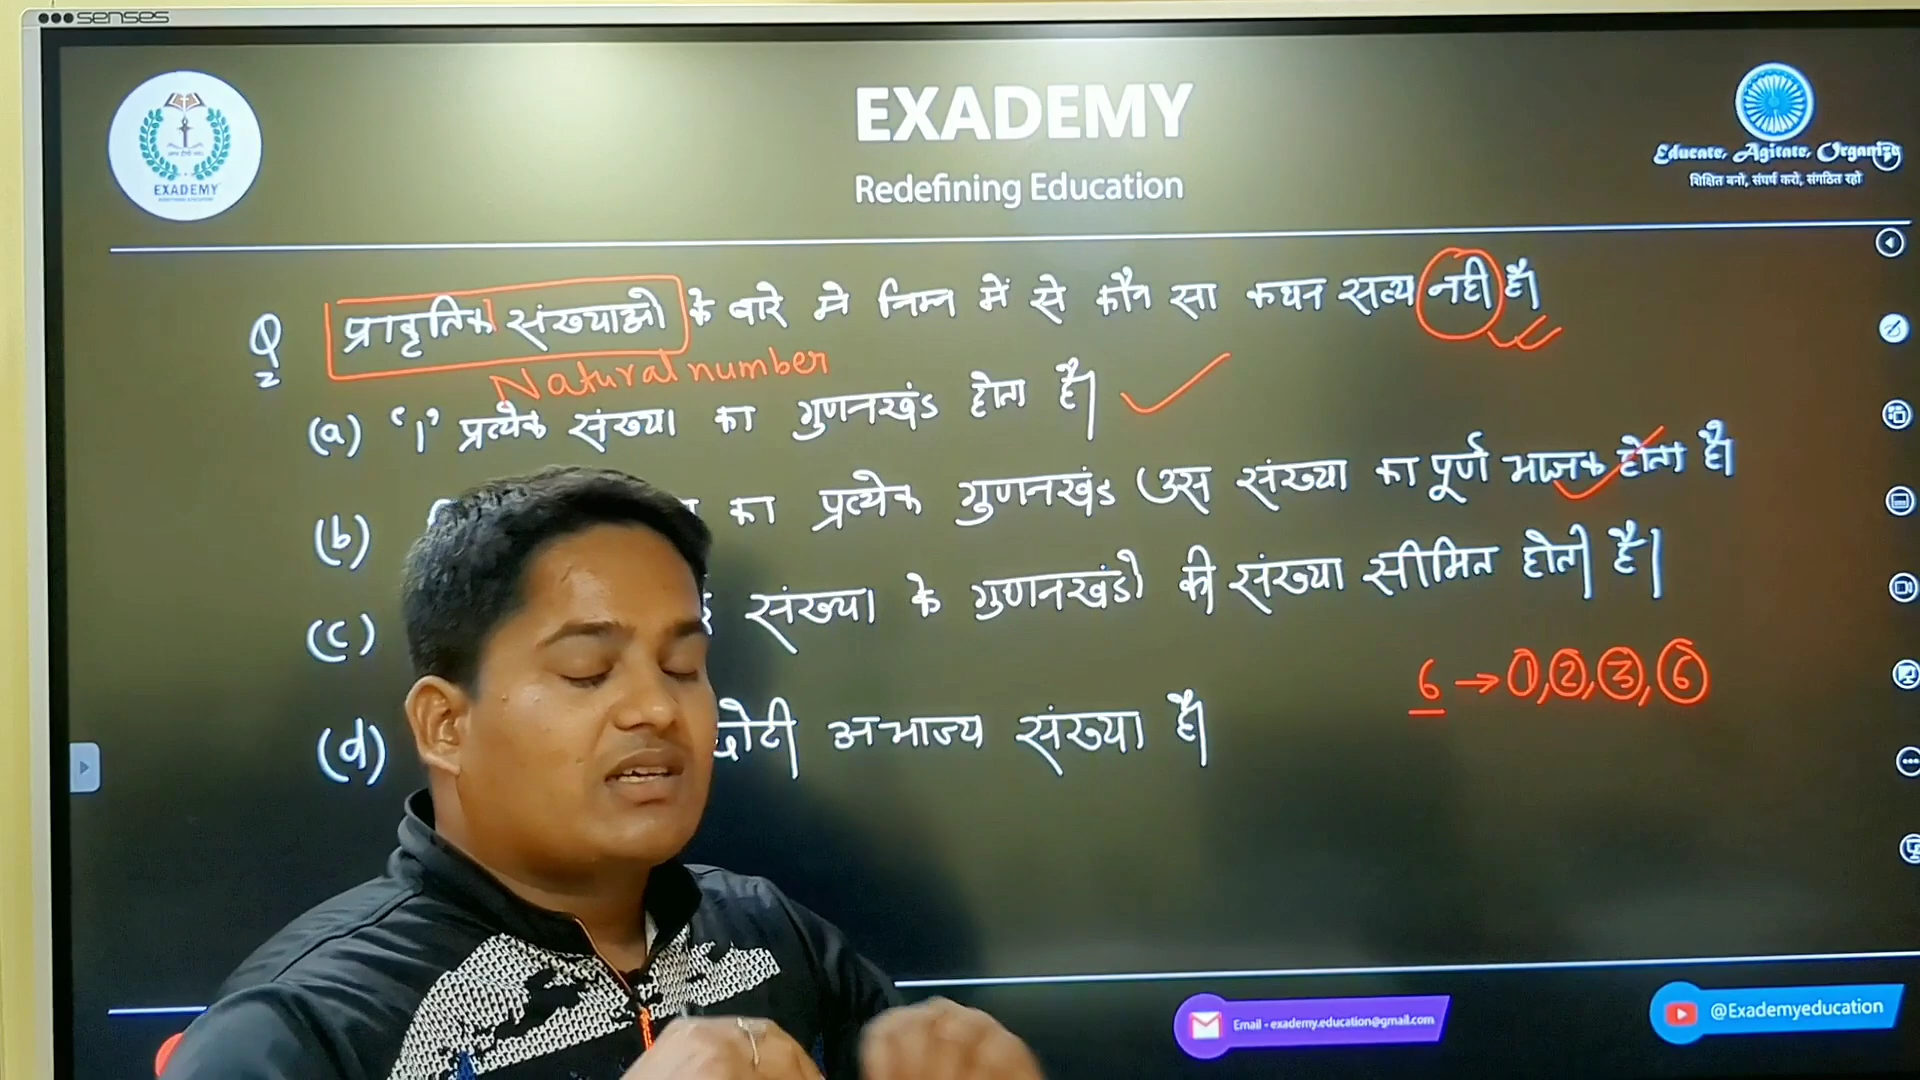 senses
EXADEMY
Redefining Education
EXADEMY
Educate, Agitate, Organize
शिक्षित बनो, संघर्ष करो, संगठित रहो
Q2 प्राकृतिक संख्याओ के बारे मे निम्न में से कौन सा कथन सत्य नही है।
Natural number
(a) '1' प्रत्येक संख्या का गुणनखंड होता है।
(b) का प्रत्येक गुणनखंड उस संख्या का पूर्ण भाजक होता है।
(c) संख्या के गुणनखंडो की संख्या सीमित होती है।
6 → 1, 2, 3, 6
(d) छोटी अभाज्य संख्या है।
Email - exademy.education@gmail.com
@Exademyeducation